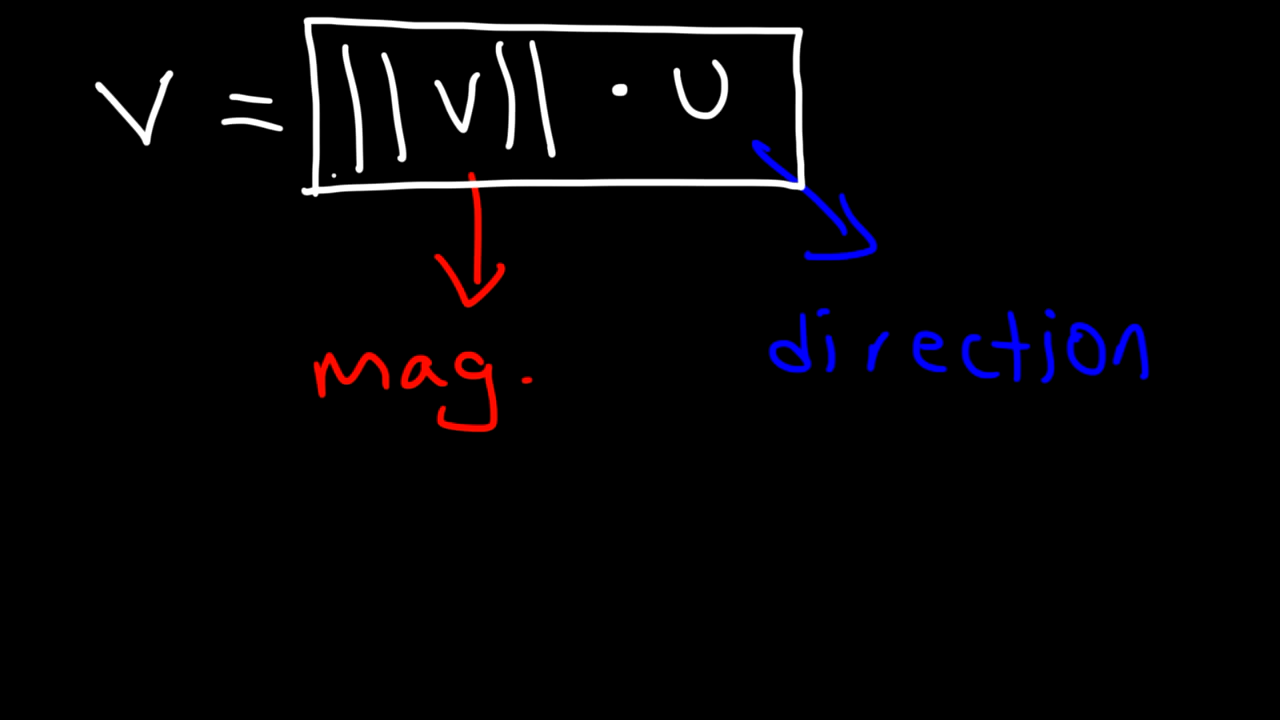 V = ||V|| · U
mag.
direction